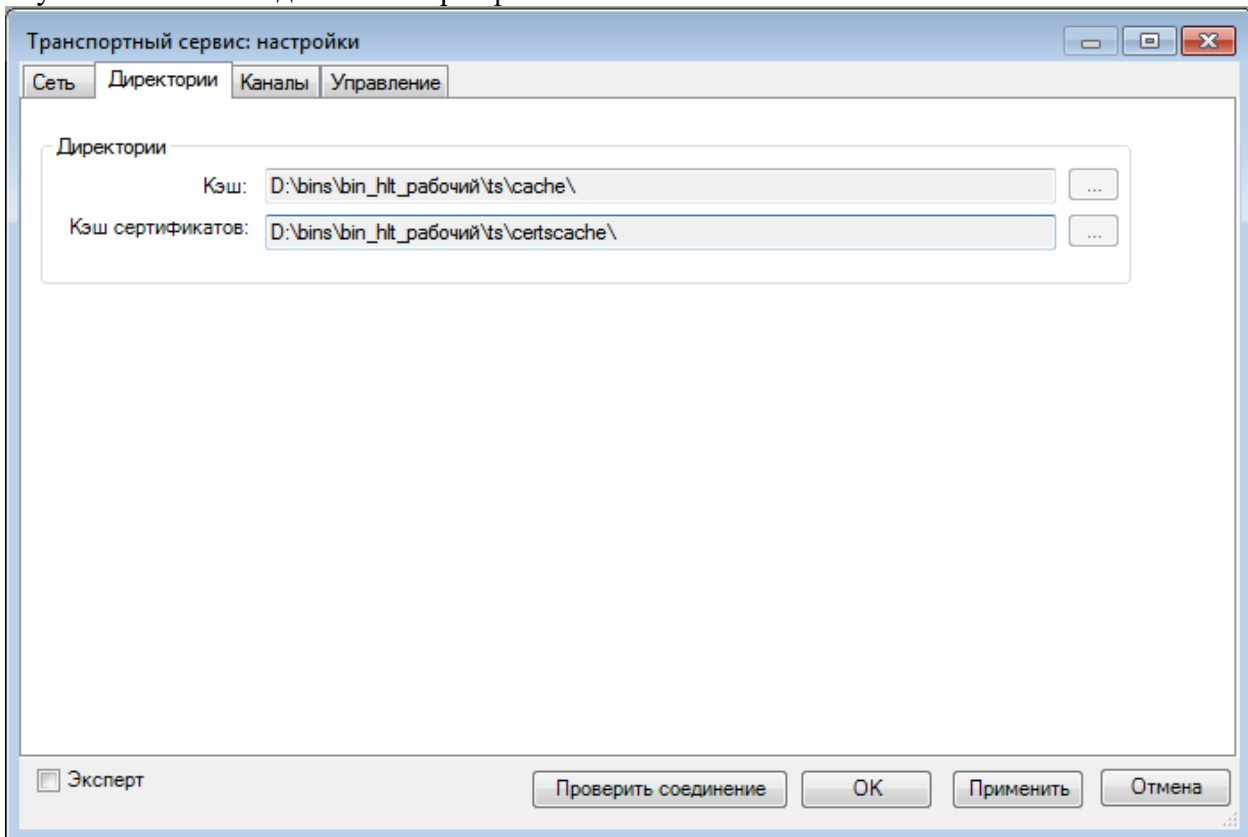 Транспортный сервис: настройки
Сеть Директории Каналы Управление
Директории
Кэш: D:\bins\bin_hlt_рабочий\ts\cache\ ...
Кэш сертификатов: D:\bins\bin_hlt_рабочий\ts\certscache\ ...
Эксперт Проверить соединение OK Применить Отмена